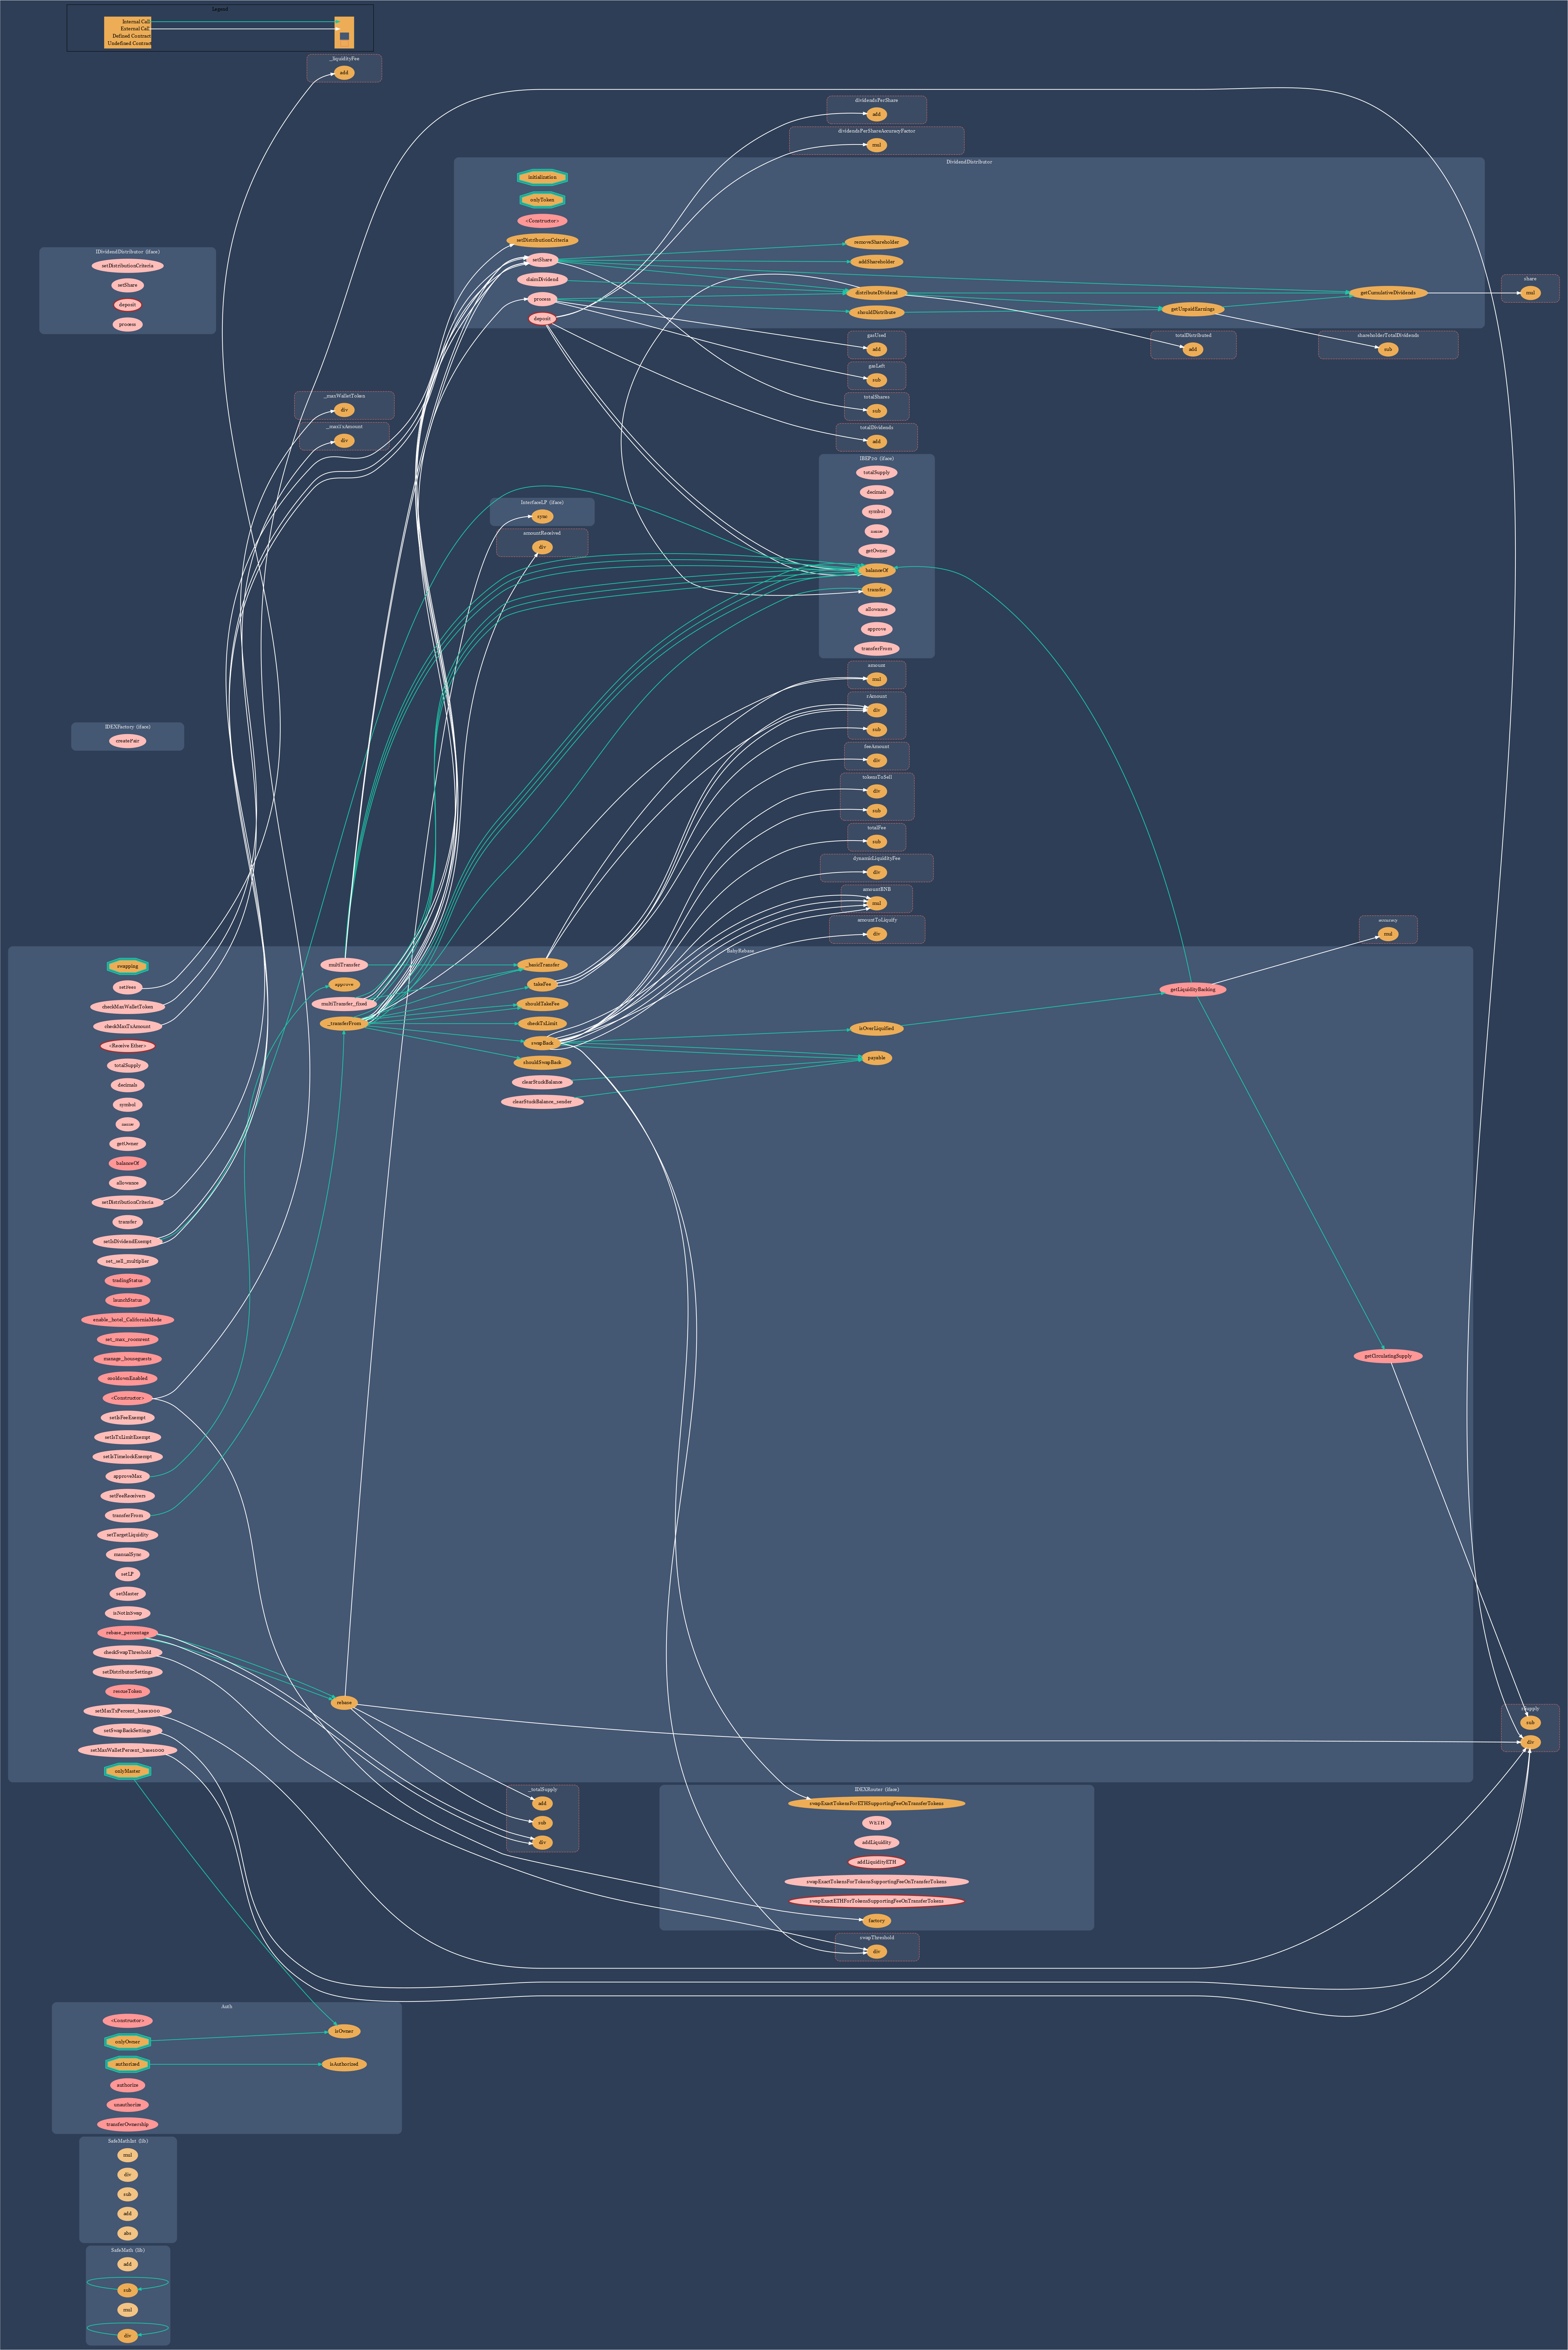 Legend
Internal Call
External Call
Defined Contract
Undefined Contract
_liquidityFee
add
dividendsPerShare
add
dividendsPerShareAccuracyFactor
mul
DividendDistributor
initialization
onlyToken
<Constructor>
setDistributionCriteria
setShare
claimDividend
process
deposit
removeShareholder
addShareholder
distributeDividend
shouldDistribute
getUnpaidEarnings
getCumulativeDividends
share
mul
IDividendDistributor (iface)
setDistributionCriteria
setShare
deposit
process
gasUsed
add
totalDistributed
add
shareholderTotalDividends
sub
gasLeft
sub
totalShares
sub
totalDividends
add
_maxWalletToken
div
_maxTxAmount
div
IBEP20 (iface)
totalSupply
decimals
symbol
name
getOwner
balanceOf
transfer
allowance
approve
transferFrom
InterfaceLP (iface)
sync
amountReceived
div
amount
mul
rAmount
div
sub
feeAmount
div
tokensToSell
div
sub
totalFee
sub
dynamicLiquidityFee
div
amountBNB
mul
amountToLiquify
div
IDEXFactory (iface)
createPair
accuracy
mul
BabyRebase
swapping
setFees
checkMaxWalletToken
checkMaxTxAmount
<Receive Ether>
totalSupply
decimals
symbol
name
getOwner
balanceOf
allowance
setDistributionCriteria
transfer
setIsDividendExempt
set_sell_multiplier
tradingStatus
launchStatus
enable_hotel_CaliforniaMode
set_max_roomrent
manage_houseguests
cooldownEnabled
<Constructor>
setIsFeeExempt
setIsTxLimitExempt
setIsTimelockExempt
approveMax
setFeeReceivers
transferFrom
setTargetLiquidity
manualSync
setLP
setMaster
isNotInSwap
rebase_percentage
checkSwapThreshold
setDistributorSettings
rescueToken
setMaxTxPercent_base1000
setSwapBackSettings
setMaxWalletPercent_base1000
onlyMaster
multiTransfer
approve
multiTransfer_fixed
_transferFrom
rebase
_basicTransfer
takeFee
shouldTakeFee
checkTxLimit
swapBack
shouldSwapBack
clearStuckBalance
clearStuckBalance_sender
isOverLiquified
payable
getLiquidityBacking
getCirculatingSupply
rSupply
sub
div
_totalSupply
add
sub
div
IDEXRouter (iface)
swapExactTokensForETHSupportingFeeOnTransferTokens
WETH
addLiquidity
addLiquidityETH
swapExactTokensForTokensSupportingFeeOnTransferTokens
swapExactETHForTokensSupportingFeeOnTransferTokens
factory
swapThreshold
div
Auth
<Constructor>
onlyOwner
authorized
authorize
unauthorize
transferOwnership
isOwner
isAuthorized
SafeMathInt (lib)
mul
div
sub
add
abs
SafeMath (lib)
add
sub
mul
div